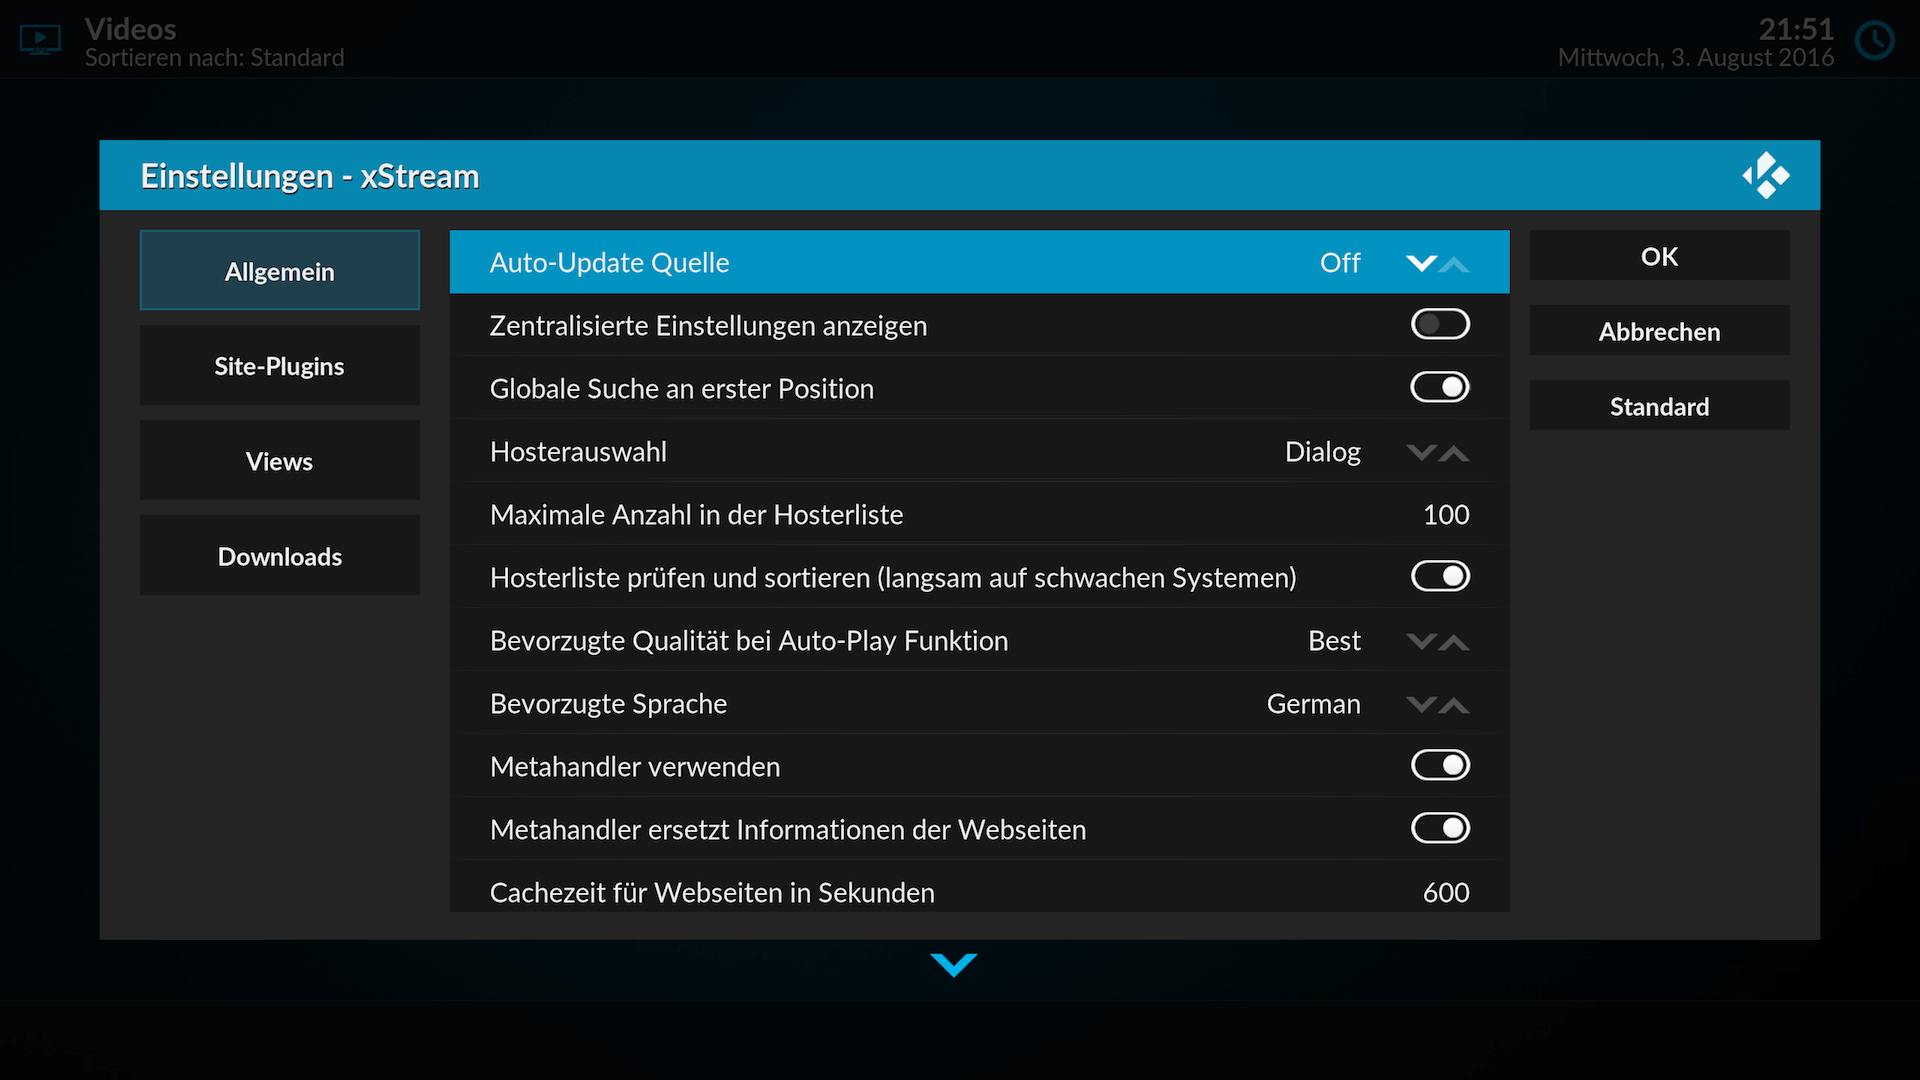 Videos
Sortieren nach: Standard
21:51
Mittwoch, 3. August 2016
Einstellungen - xStream
Allgemein
Site-Plugins
Views
Downloads
Auto-Update Quelle Off
Zentralisierte Einstellungen anzeigen
Globale Suche an erster Position
Hosterauswahl Dialog
Maximale Anzahl in der Hosterliste 100
Hosterliste prüfen und sortieren (langsam auf schwachen Systemen)
Bevorzugte Qualität bei Auto-Play Funktion Best
Bevorzugte Sprache German
Metahandler verwenden
Metahandler ersetzt Informationen der Webseiten
Cachezeit für Webseiten in Sekunden 600
OK
Abbrechen
Standard